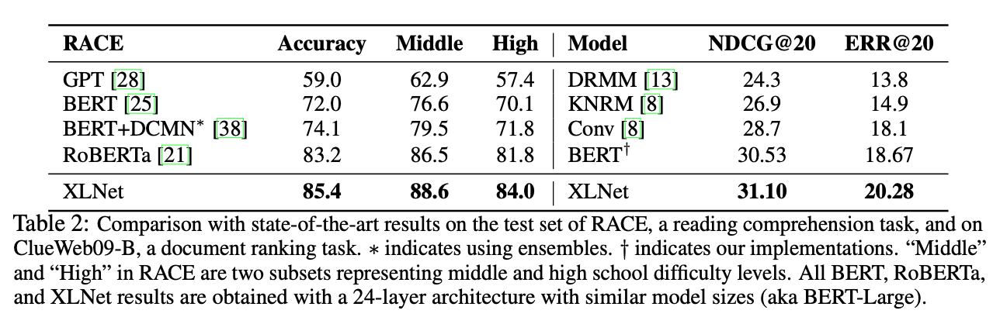 RACE Accuracy Middle High Model NDCG@20 ERR@20
GPT [28] 59.0 62.9 57.4 DRMM [13] 24.3 13.8
BERT [25] 72.0 76.6 70.1 KNRM [8] 26.9 14.9
BERT+DCMN* [38] 74.1 79.5 71.8 Conv [8] 28.7 18.1
RoBERTa [21] 83.2 86.5 81.8 BERT† 30.53 18.67
XLNet 85.4 88.6 84.0 XLNet 31.10 20.28
Table 2: Comparison with state-of-the-art results on the test set of RACE, a reading comprehension task, and on
ClueWeb09-B, a document ranking task. ∗ indicates using ensembles. † indicates our implementations. “Middle”
and “High” in RACE are two subsets representing middle and high school difficulty levels. All BERT, RoBERTa,
and XLNet results are obtained with a 24-layer architecture with similar model sizes (aka BERT-Large).